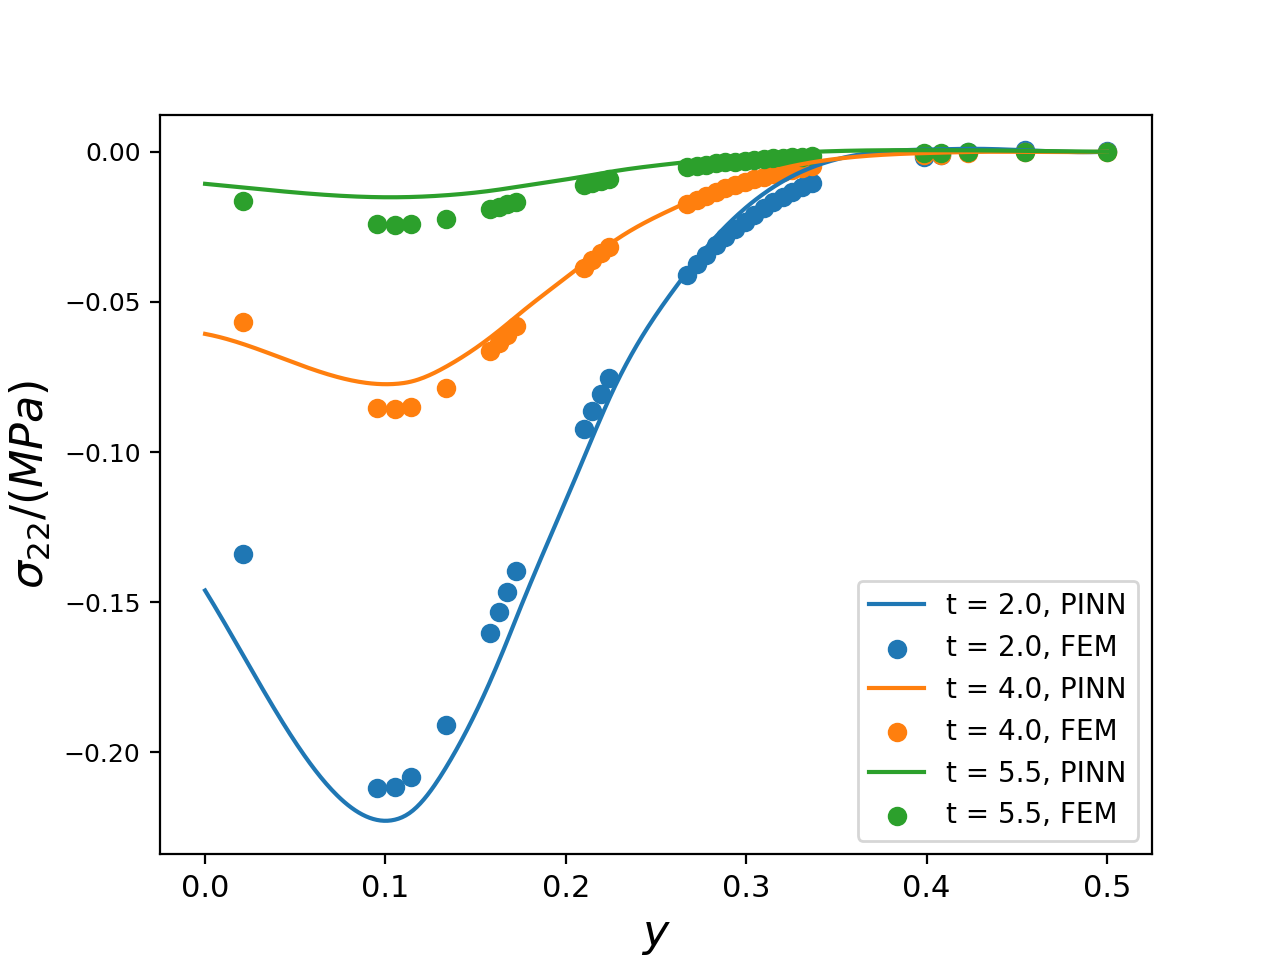 0.00
−0.05
−0.10
−0.15
−0.20
σ₂₂/(MPa)
t = 2.0, PINN
t = 2.0, FEM
t = 4.0, PINN
t = 4.0, FEM
t = 5.5, PINN
t = 5.5, FEM
0.0 0.1 0.2 0.3 0.4 0.5
y